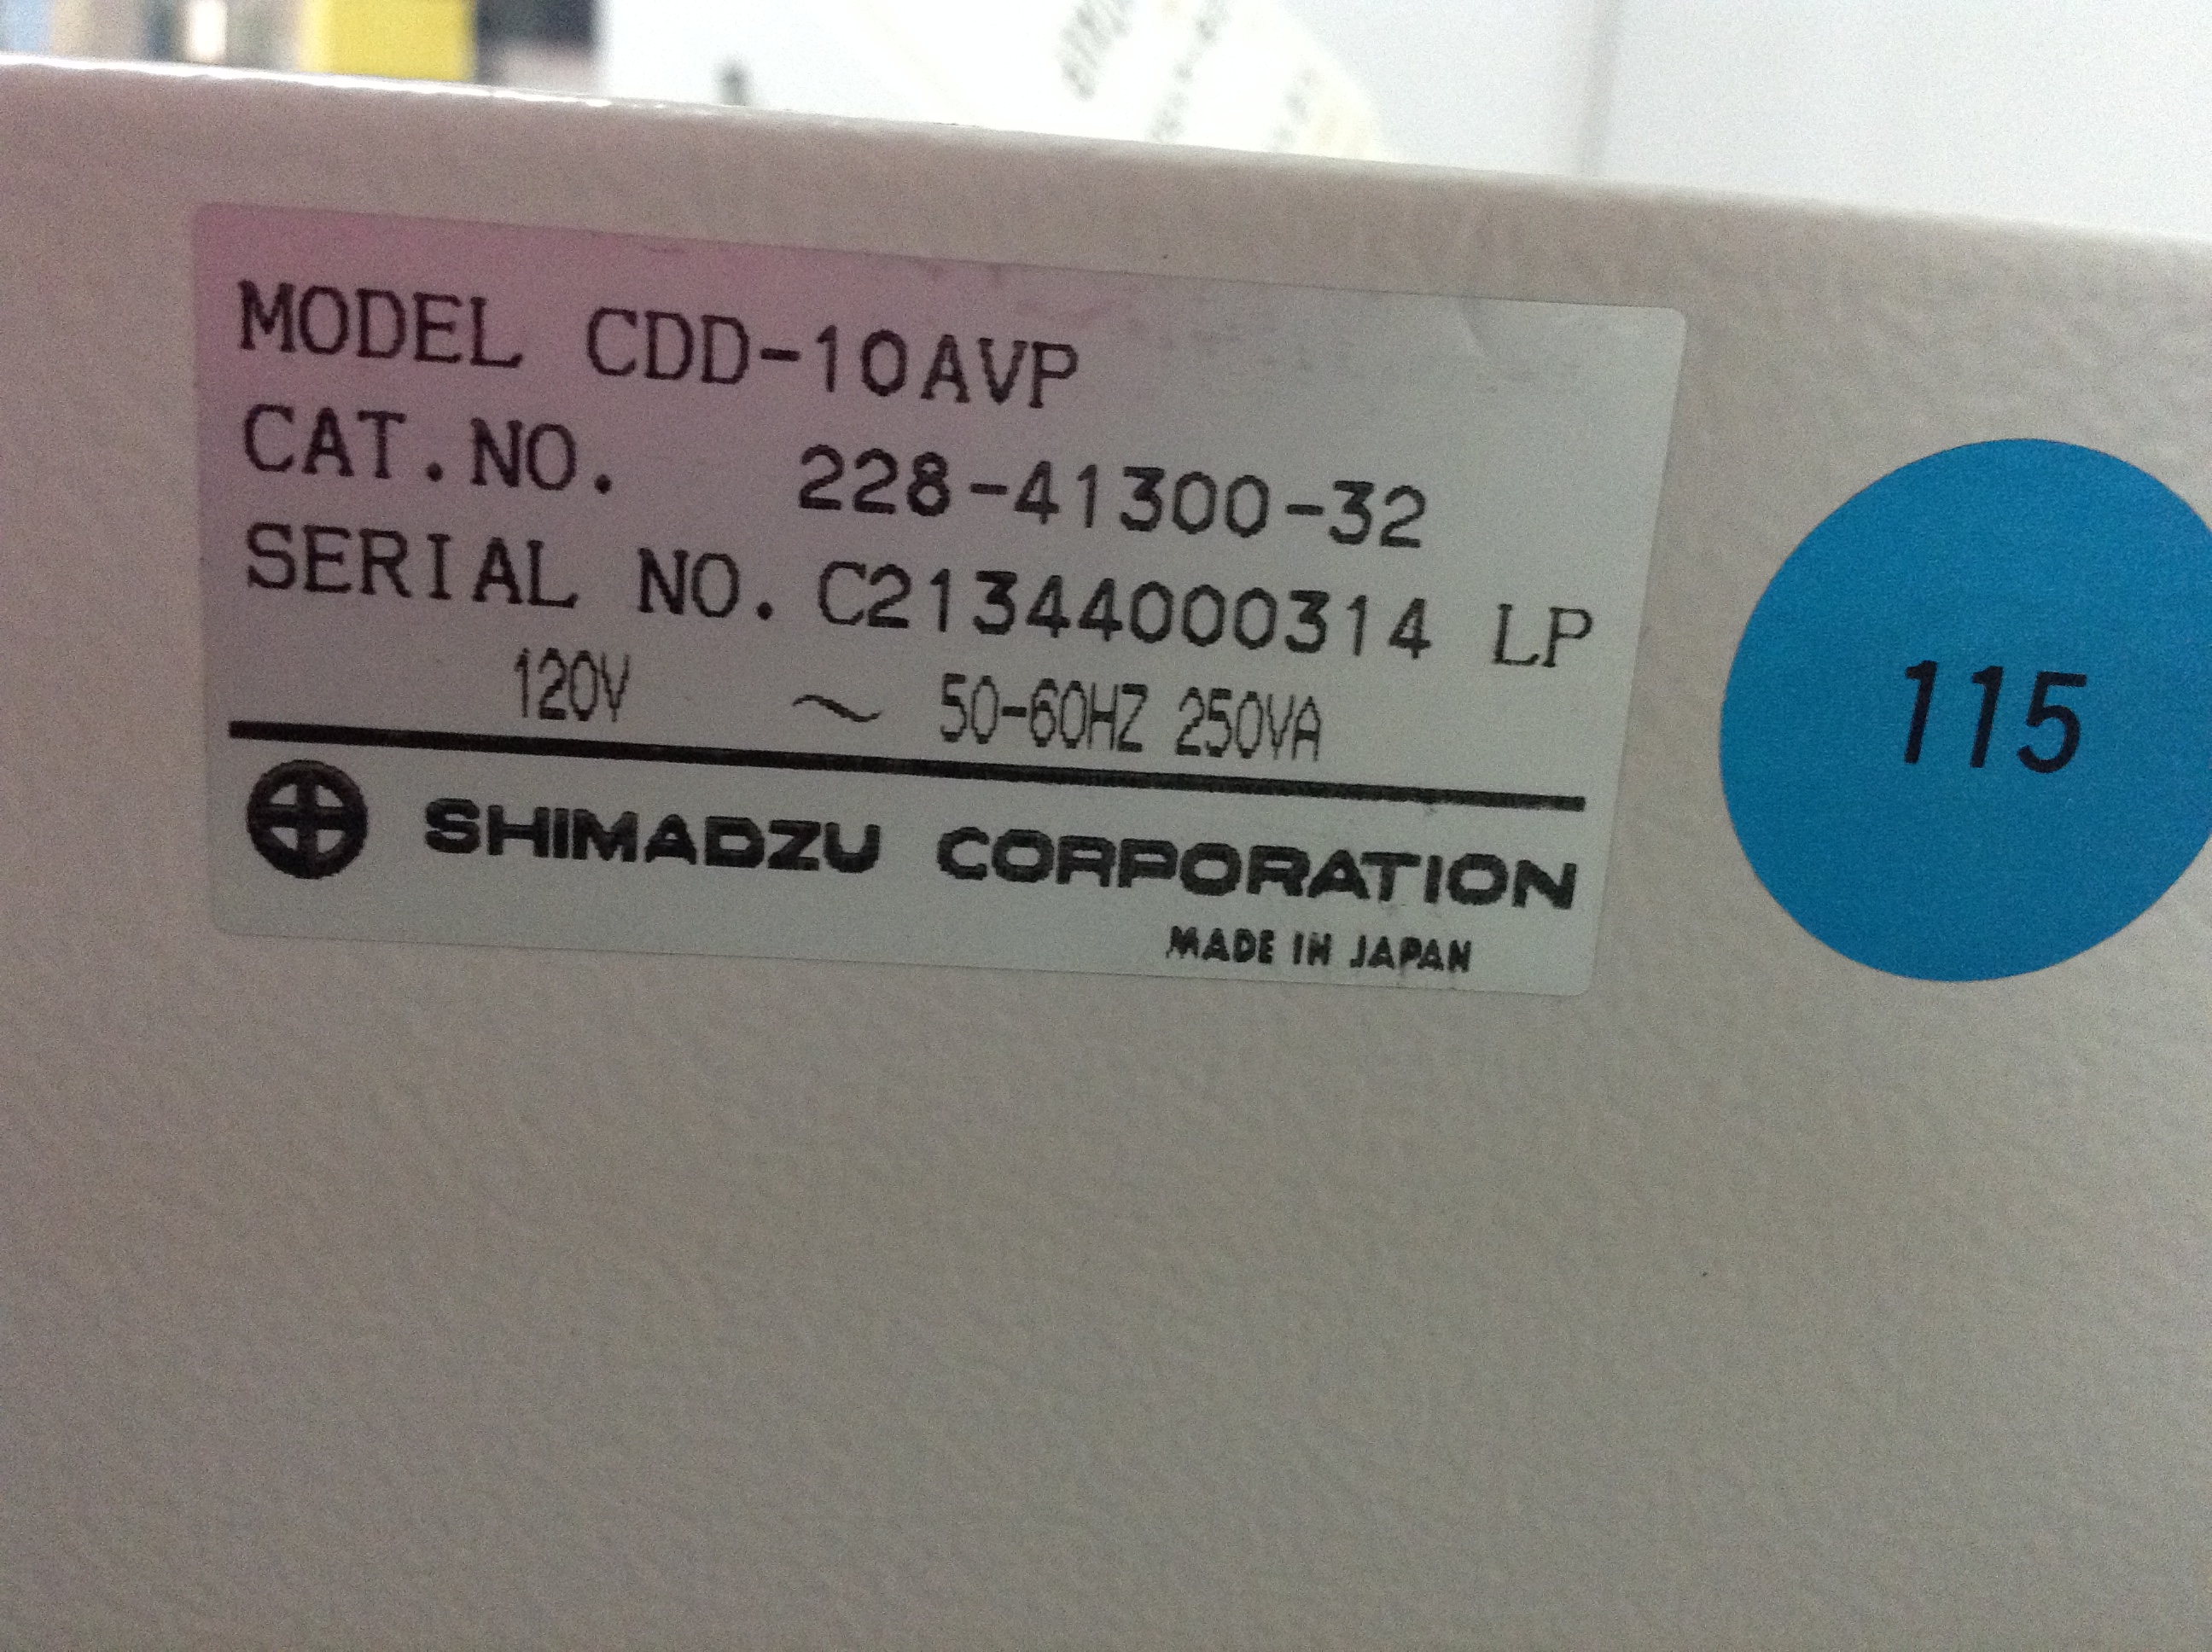 MODEL CDD-10AVP
CAT.NO. 228-41300-32
SERIAL NO. C21344000314 LP
120V ~ 50-60HZ 250VA
SHIMADZU CORPORATION
MADE IN JAPAN
115